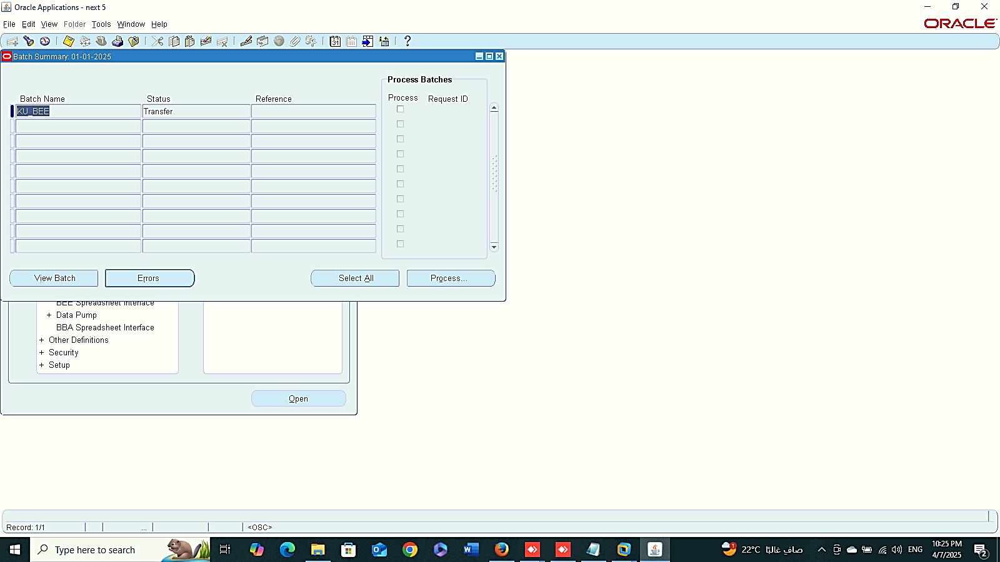 Oracle Applications - next 5
File Edit View Folder Tools Window Help
ORACLE
Batch Summary: 01-01-2025
Process Batches
Batch Name Status Reference Process Request ID
KU_BEE Transfer
View Batch Errors Select All Process...
BEE Spreadsheet Interface
+ Data Pump
BBA Spreadsheet Interface
+ Other Definitions
+ Security
+ Setup
Open
Record: 1/1 ... <OSC>
Type here to search
22°C صافٍ غالبًا
ENG
10:25 PM
4/7/2025